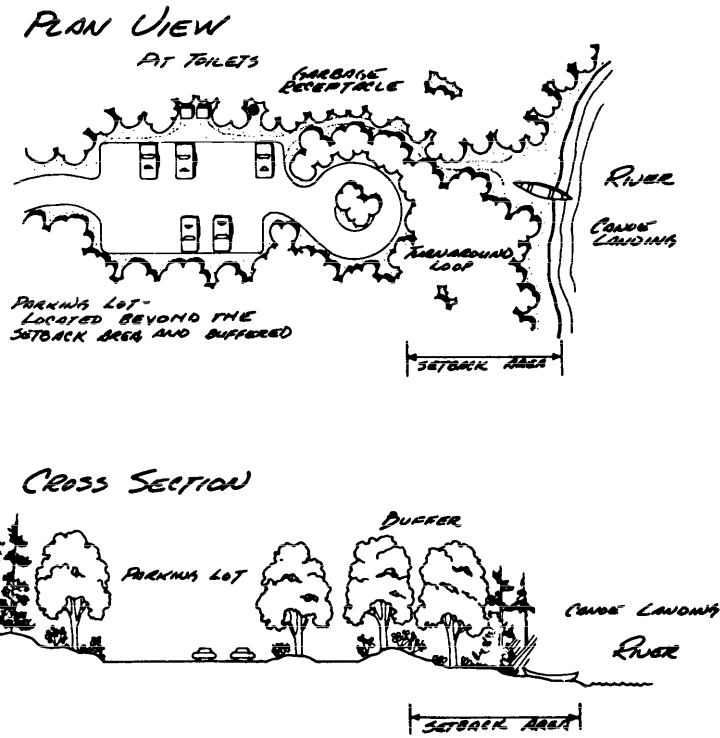 PLAN VIEW
PIT TOILETS
GARBAGE
RECEPTACLE
RIVER
CANOE
LANDING
TURNAROUND
LOOP
PARKING LOT-
LOCATED BEYOND THE
SETBACK AREA AND BUFFERED
SETBACK AREA
CROSS SECTION
BUFFER
PARKING LOT
CANOE LANDING
RIVER
SETBACK AREA